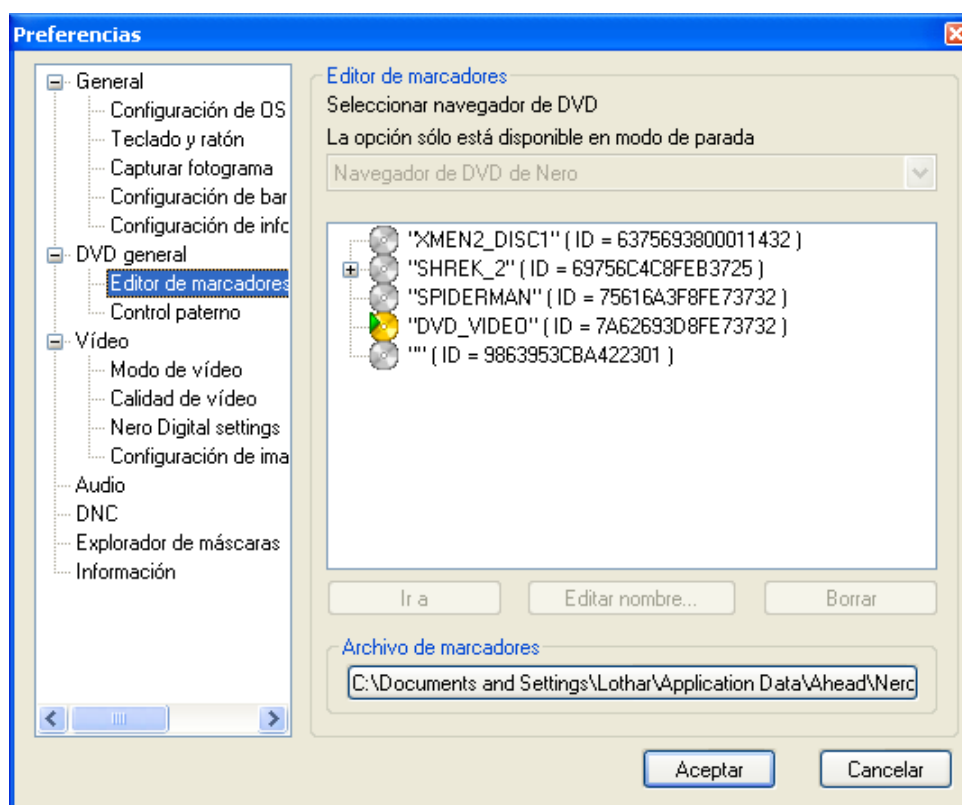 Preferencias
General
Configuración de OS
Teclado y ratón
Capturar fotograma
Configuración de bar
Configuración de info
DVD general
Editor de marcadores
Control paterno
Vídeo
Modo de vídeo
Calidad de vídeo
Nero Digital settings
Configuración de ima
Audio
DNC
Explorador de máscaras
Información
Editor de marcadores
Seleccionar navegador de DVD
La opción sólo está disponible en modo de parada
Navegador de DVD de Nero
"XMEN2_DISC1" ( ID = 6375693800011432 )
"SHREK_2" ( ID = 69756C4C8FEB3725 )
"SPIDERMAN" ( ID = 75616A3F8FE73732 )
"DVD_VIDEO" ( ID = 7A62693D8FE73732 )
"" ( ID = 9863953CBA422301 )
Ir a
Editar nombre...
Borrar
Archivo de marcadores
C:\Documents and Settings\Lothar\Application Data\Ahead\Nero
Aceptar
Cancelar